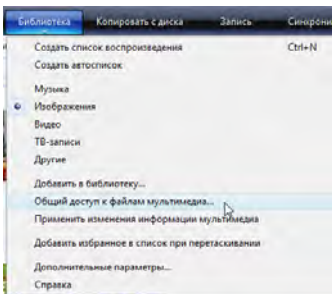 Библиотека Копировать с диска Запись Синхрони
Создать список воспроизведения Ctrl+N
Создать автосписок
Музыка
Изображения
Видео
ТВ-записи
Другие
Добавить в библиотеку...
Общий доступ к файлам мультимедиа...
Применить изменения информации мультимедиа
Добавить избранное в список при перетаскивании
Дополнительные параметры...
Справка